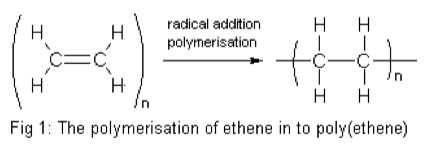 radical addition
polymerisation
H H
C=C
H H
n
H H
C C
H H
n
Fig 1: The polymerisation of ethene in to poly(ethene)